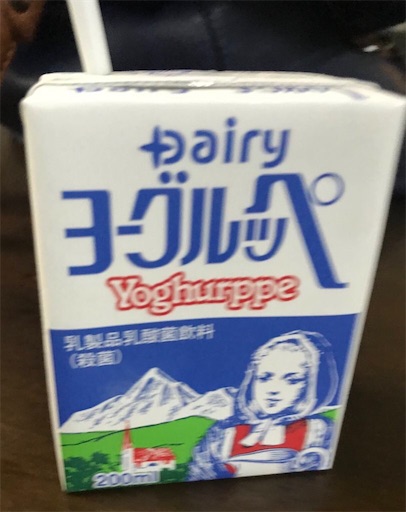 Dairy
ヨーグルッペ
Yoghurppe
乳製品乳酸菌飲料
(殺菌)
200ml